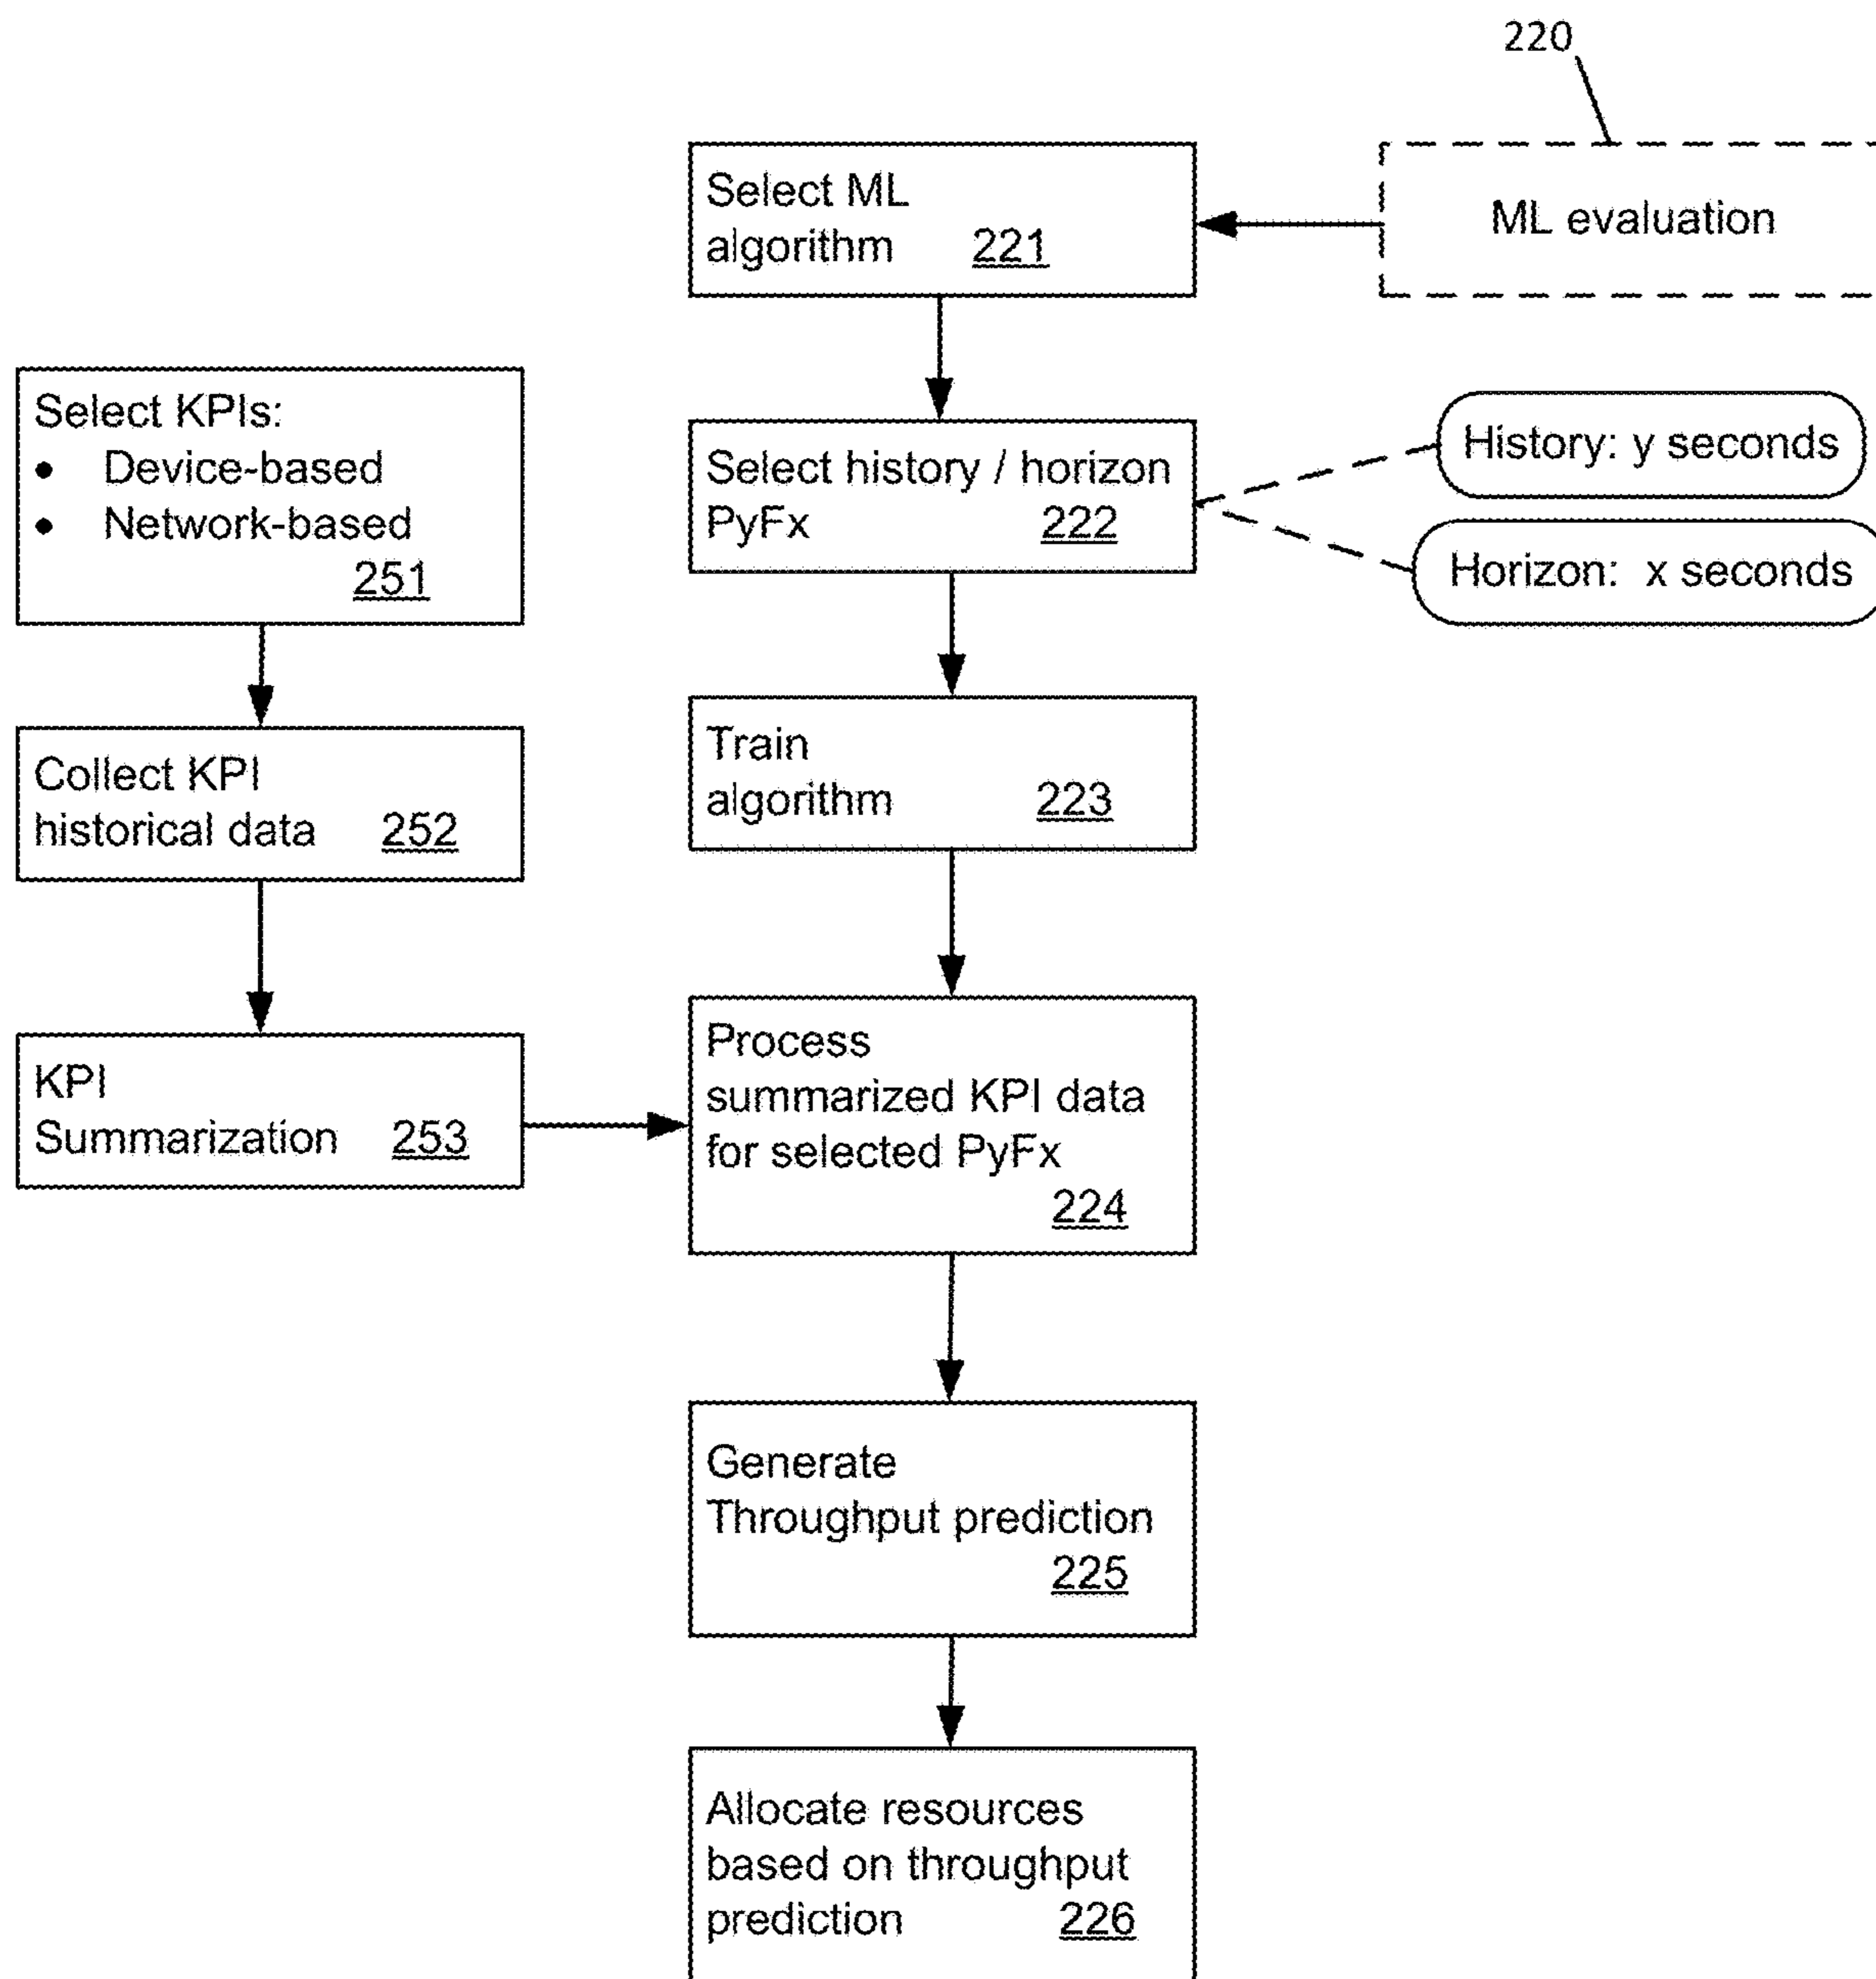 220
ML evaluation
Select ML
algorithm 221
Select KPIs:
• Device-based
• Network-based
251
Select history / horizon
PyFx 222
History: y seconds
Horizon: x seconds
Collect KPI
historical data 252
Train
algorithm 223
KPI
Summarization 253
Process
summarized KPI data
for selected PyFx
224
Generate
Throughput prediction
225
Allocate resources
based on throughput
prediction 226